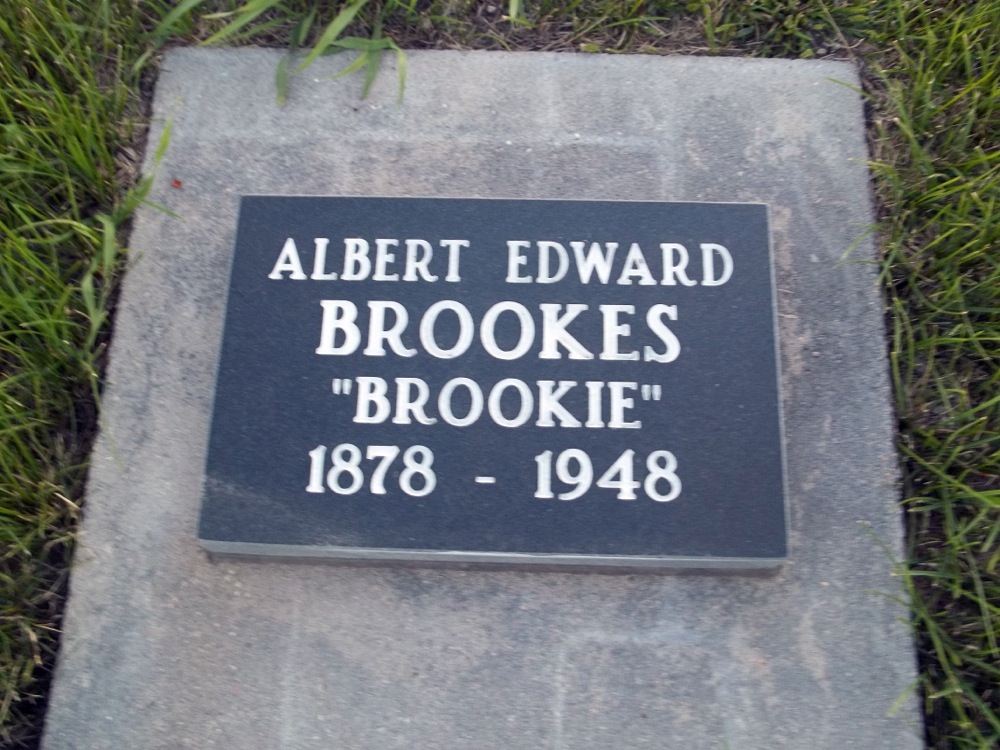 ALBERT EDWARD
BROOKES
"BROOKIE"
1878 - 1948